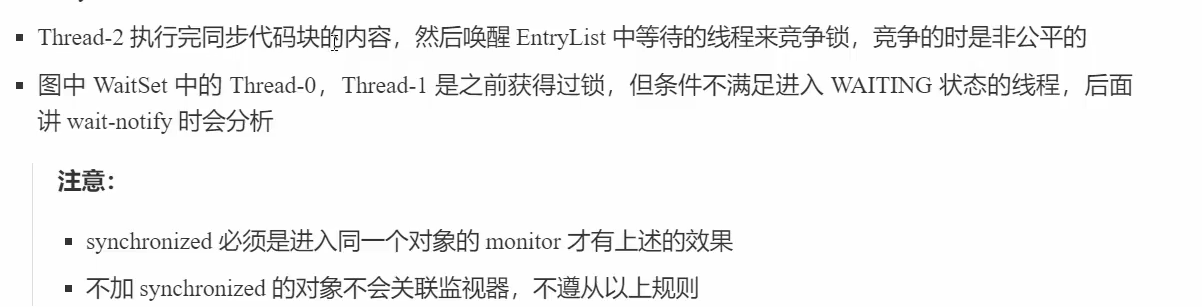 Thread-2 执行完同步代码块的内容，然后唤醒 EntryList 中等待的线程来竞争锁，竞争的时是非公平的
图中 WaitSet 中的 Thread-0，Thread-1 是之前获得过锁，但条件不满足进入 WAITING 状态的线程，后面
讲 wait-notify 时会分析
注意：
synchronized 必须是进入同一个对象的 monitor 才有上述的效果
不加 synchronized 的对象不会关联监视器，不遵从以上规则